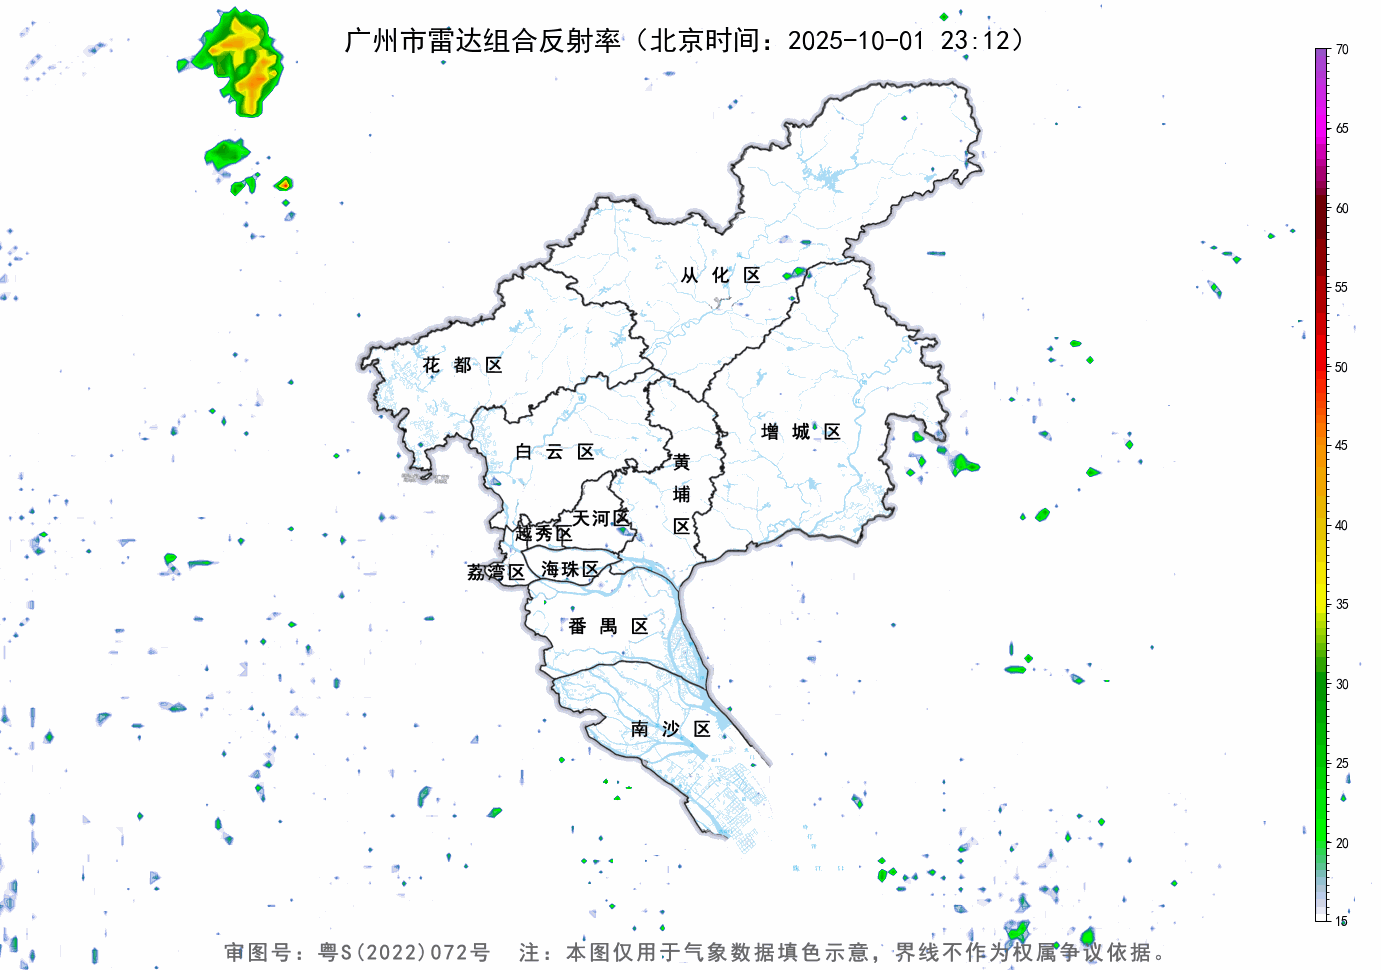 广州市雷达组合反射率（北京时间：2025-10-01 23:12）
70
65
60
55
50
45
40
35
30
25
20
15
从化区
花都区
增城区
白云区
黄埔区
天河区
越秀区
荔湾区
海珠区
番禺区
南沙区
审图号：粤S(2022)072号 注：本图仅用于气象数据填色示意，界线不作为权属争议依据。